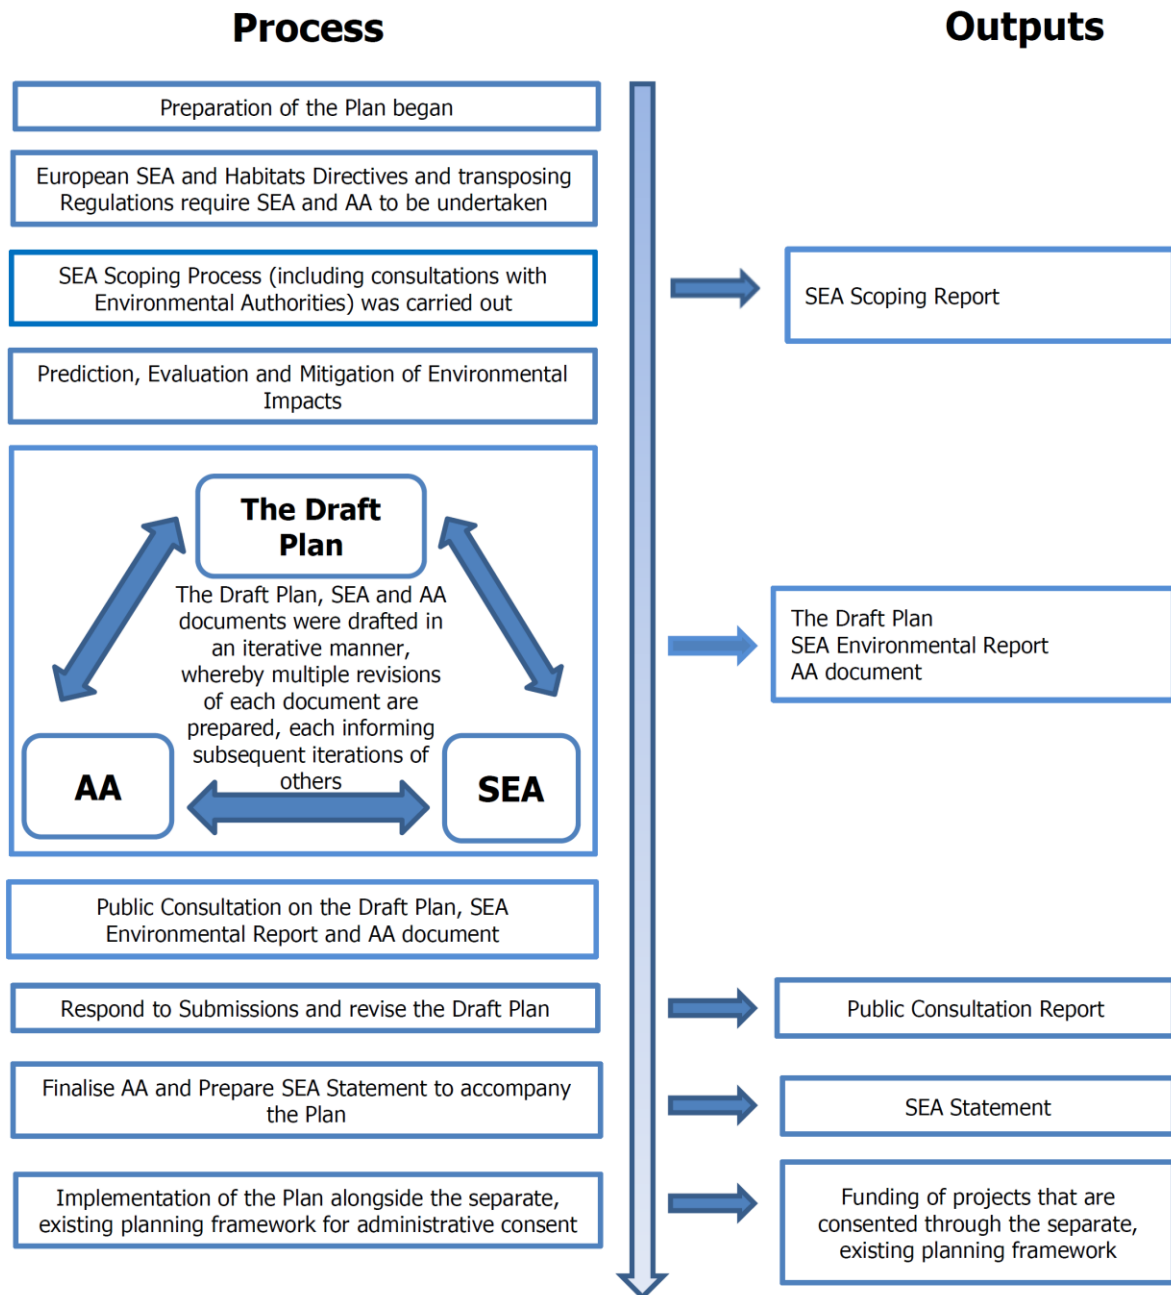 Process
Outputs
Preparation of the Plan began
European SEA and Habitats Directives and transposing
Regulations require SEA and AA to be undertaken
SEA Scoping Process (including consultations with
Environmental Authorities) was carried out
SEA Scoping Report
Prediction, Evaluation and Mitigation of Environmental
Impacts
The Draft
Plan
The Draft Plan, SEA and AA
documents were drafted in
an iterative manner,
whereby multiple revisions
of each document are
prepared, each informing
subsequent iterations of
others
AA
SEA
The Draft Plan
SEA Environmental Report
AA document
Public Consultation on the Draft Plan, SEA
Environmental Report and AA document
Respond to Submissions and revise the Draft Plan
Public Consultation Report
Finalise AA and Prepare SEA Statement to accompany
the Plan
SEA Statement
Implementation of the Plan alongside the separate,
existing planning framework for administrative consent
Funding of projects that are
consented through the separate,
existing planning framework